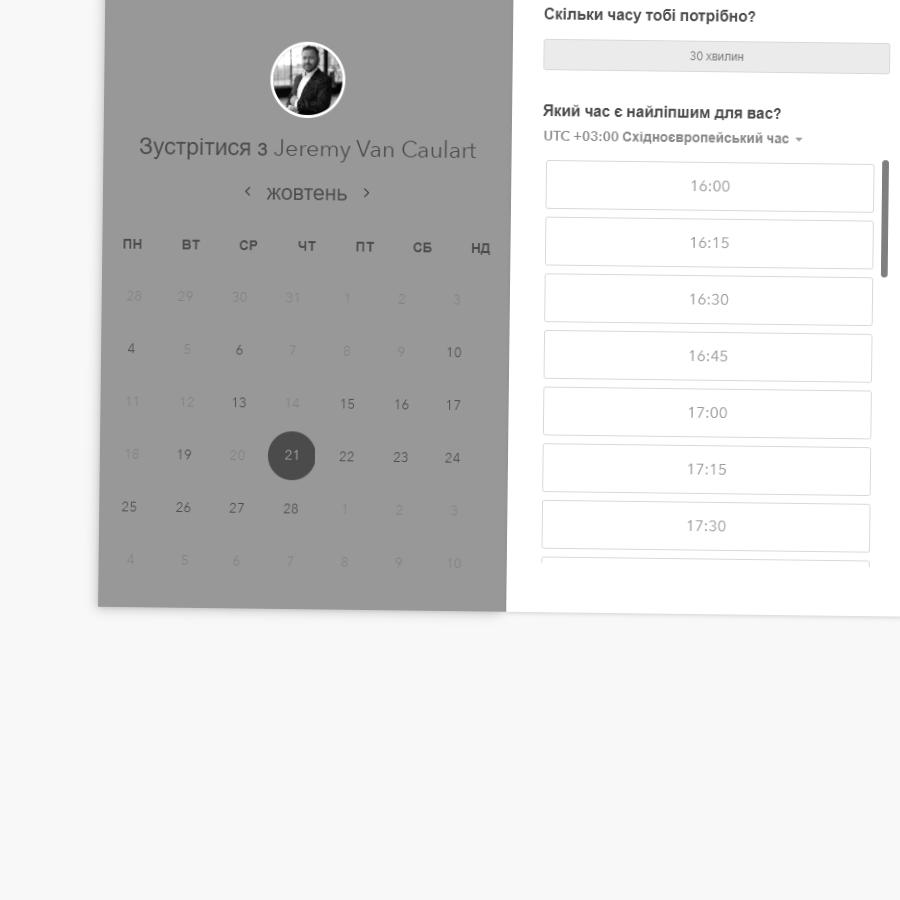 Зустрітися з Jeremy Van Caulart
жовтень
ПН ВТ СР ЧТ ПТ СБ НД
28 29 30 31 1 2 3
4 5 6 7 8 9 10
11 12 13 14 15 16 17
18 19 20 21 22 23 24
25 26 27 28 1 2 3
4 5 6 7 8 9 10
Скільки часу тобі потрібно?
30 хвилин
Який час є найліпшим для вас?
UTC +03:00 Східноєвропейський час
16:00
16:15
16:30
16:45
17:00
17:15
17:30